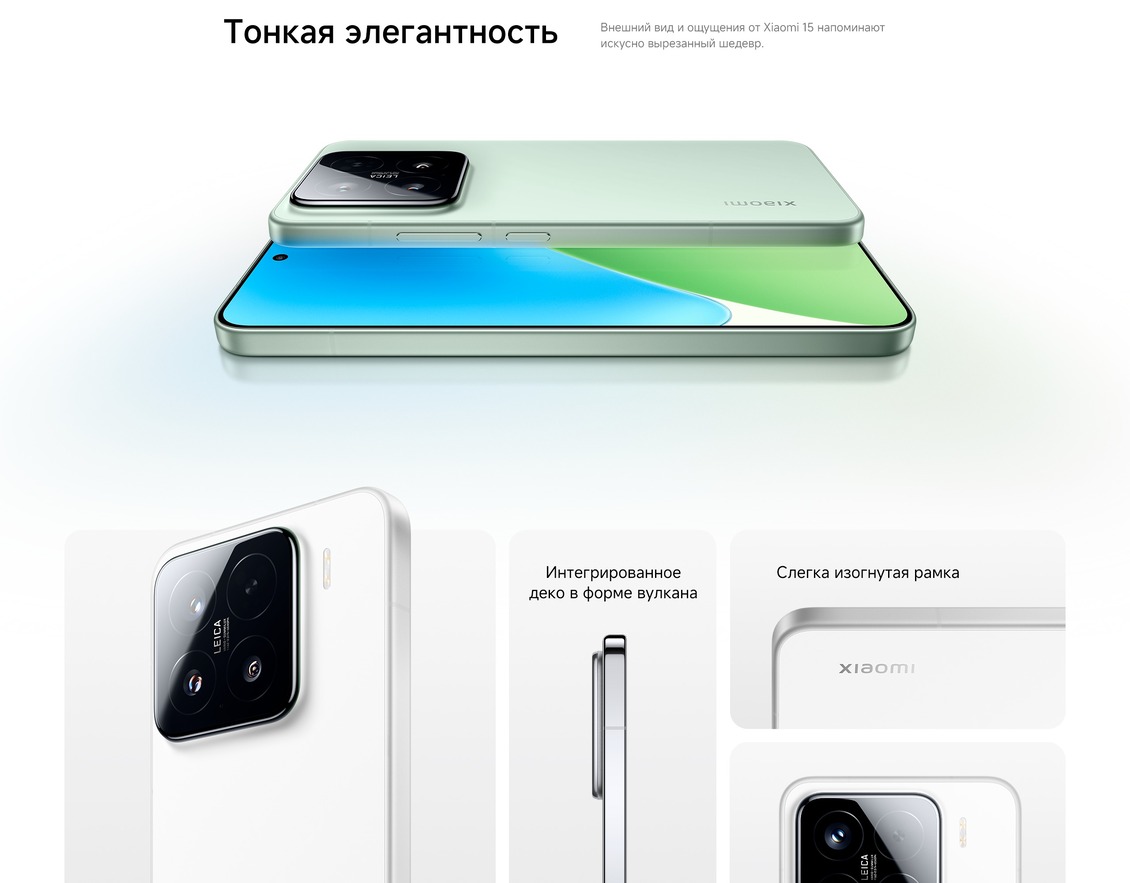 Тонкая элегантность
Внешний вид и ощущения от Xiaomi 15 напоминают
искусно вырезанный шедевр.
LEICA
xiaomi
LEICA
Интегрированное
деко в форме вулкана
Слегка изогнутая рамка
xiaomi
LEICA